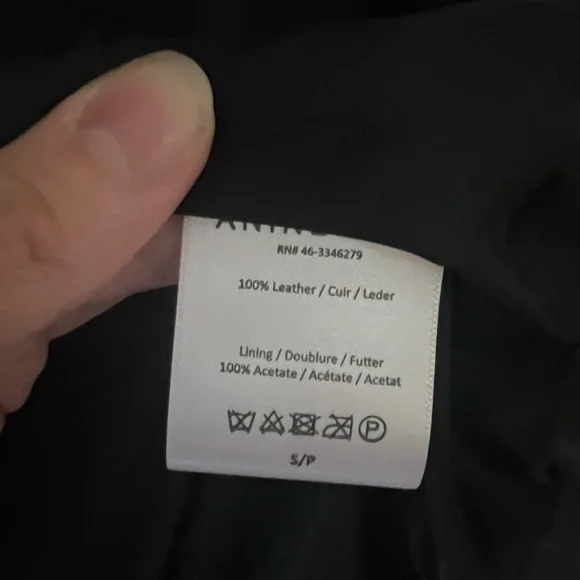 RN# 46-3346279
100% Leather / Cuir / Leder
Lining / Doublure / Futter
100% Acetate / Acétate / Acetat
P
S/P